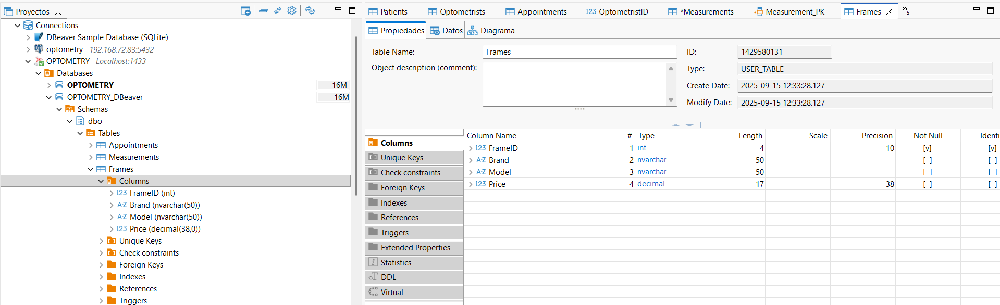 Proyectos
Connections
DBeaver Sample Database (SQLite)
optometry 192.168.72.83:5432
OPTOMETRY Localhost:1433
Databases
OPTOMETRY 16M
OPTOMETRY_DBeaver 16M
Schemas
dbo
Tables
Appointments
Measurements
Frames
Columns
123 FrameID (int)
A-Z Brand (nvarchar(50))
A-Z Model (nvarchar(50))
123 Price (decimal(38,0))
Unique Keys
Check constraints
Foreign Keys
Indexes
References
Triggers
Patients Optometrists Appointments 123 OptometristID *Measurements Measurement_PK Frames »5
Propiedades Datos Diagrama
Table Name: Frames ID: 1429580131
Object description (comment): Type: USER_TABLE
Create Date: 2025-09-15 12:33:28.127
Modify Date: 2025-09-15 12:33:28.127
Columns
Unique Keys
Check constraints
Foreign Keys
Indexes
References
Triggers
Extended Properties
Statistics
DDL
Virtual
Column Name # Type Length Scale Precision Not Null Identi
123 FrameID 1 int 4 10 [v] [v]
A-Z Brand 2 nvarchar 50 [ ] [ ]
A-Z Model 3 nvarchar 50 [ ] [ ]
123 Price 4 decimal 17 38 [ ] [ ]